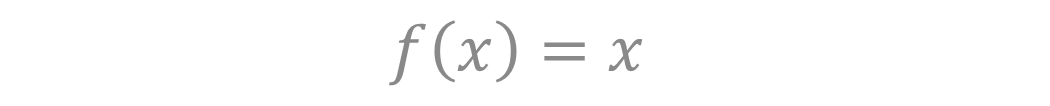 f(x) = x